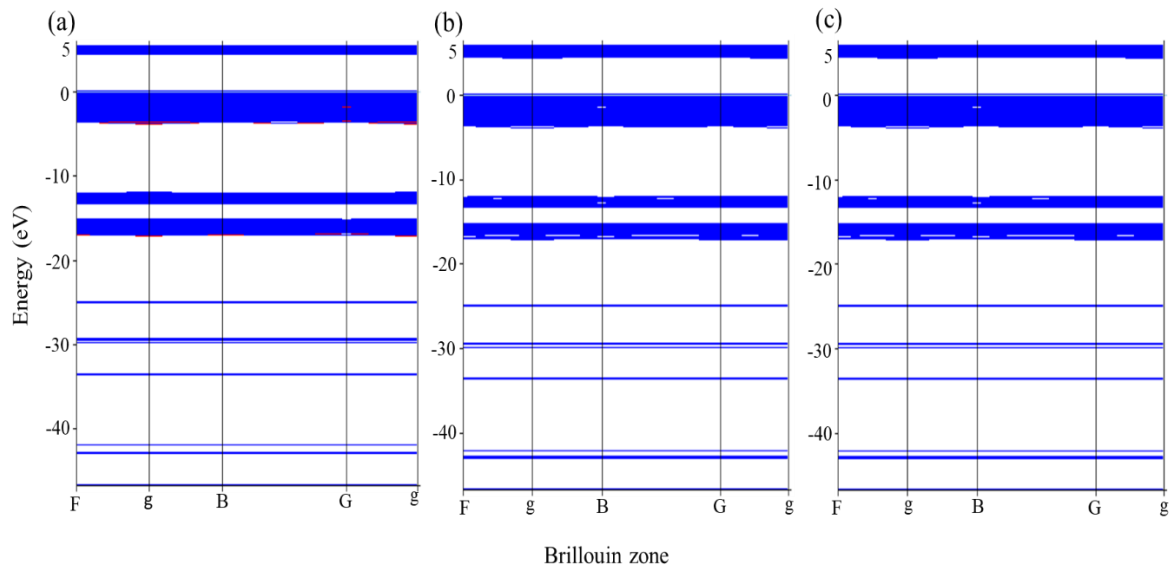 (a) (b) (c)
5 5 5
0 0 0
-10 -10 -10
-20 -20 -20
-30 -30 -30
-40 -40 -40
Energy (eV)
F g B G g F g B G g F g B G g
Brillouin zone